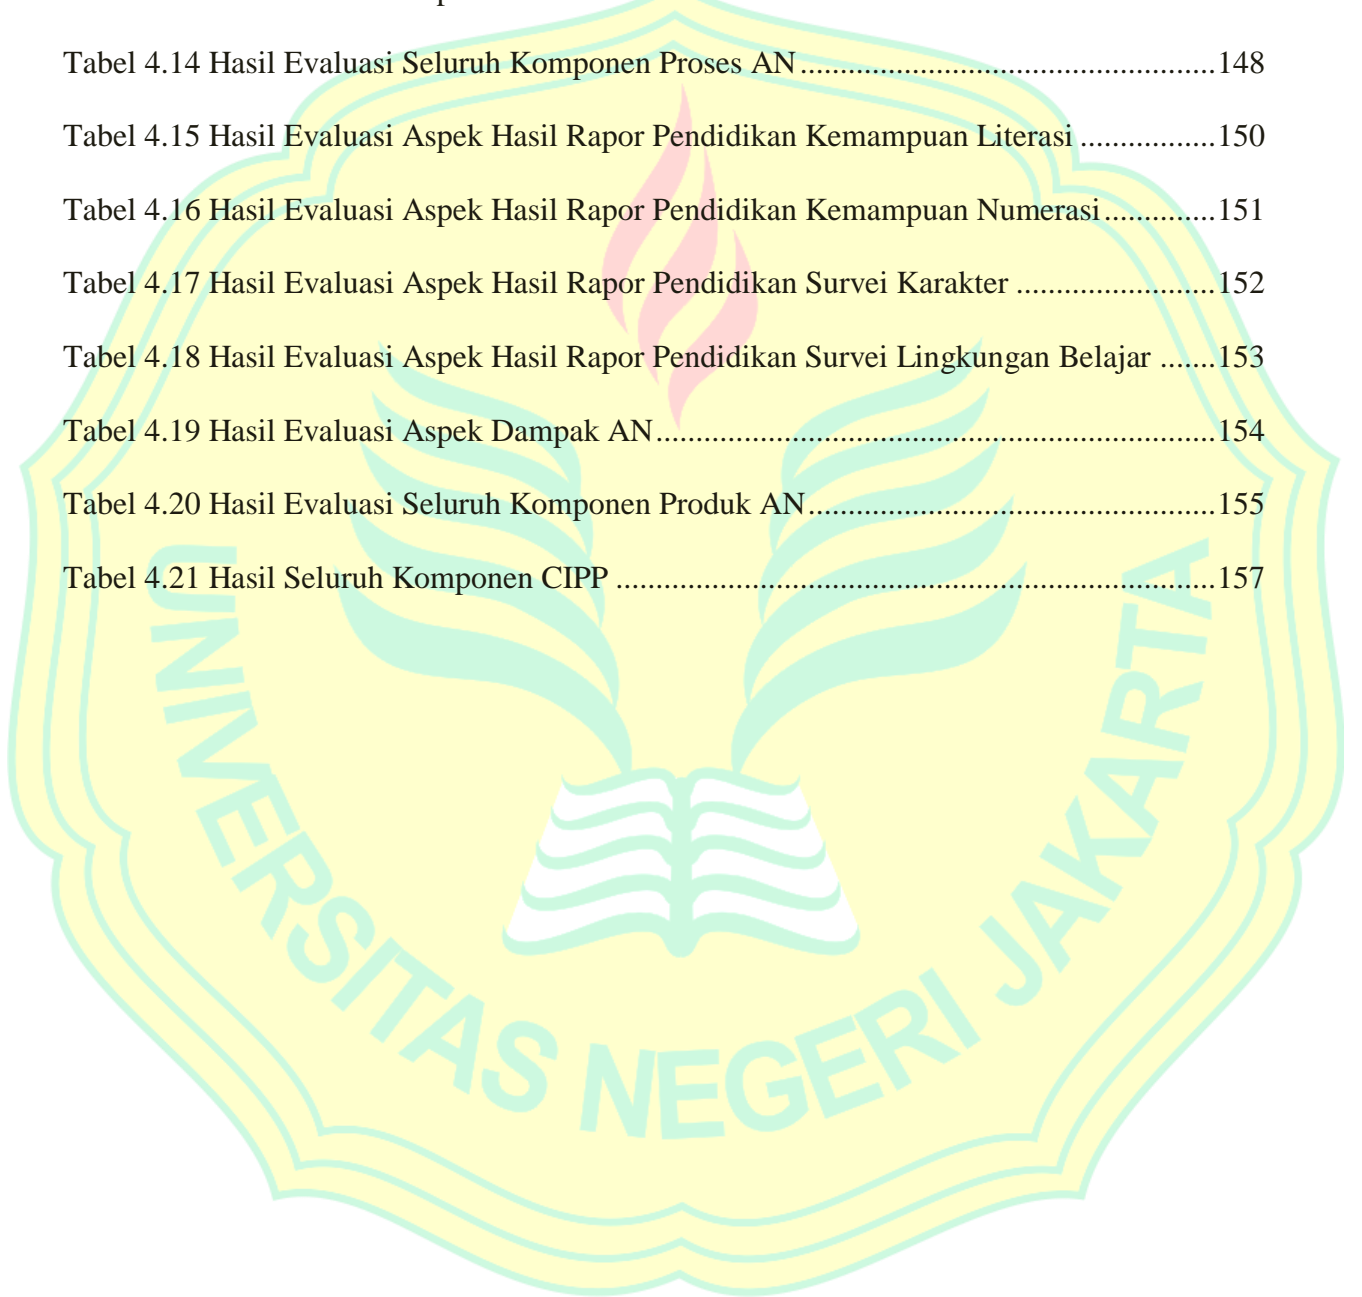 Tabel 4.14 Hasil Evaluasi Seluruh Komponen Proses AN....................................................148
Tabel 4.15 Hasil Evaluasi Aspek Hasil Rapor Pendidikan Kemampuan Literasi .................150
Tabel 4.16 Hasil Evaluasi Aspek Hasil Rapor Pendidikan Kemampuan Numerasi..............151
Tabel 4.17 Hasil Evaluasi Aspek Hasil Rapor Pendidikan Survei Karakter .........................152
Tabel 4.18 Hasil Evaluasi Aspek Hasil Rapor Pendidikan Survei Lingkungan Belajar .......153
Tabel 4.19 Hasil Evaluasi Aspek Dampak AN......................................................................154
Tabel 4.20 Hasil Evaluasi Seluruh Komponen Produk AN...................................................155
Tabel 4.21 Hasil Seluruh Komponen CIPP ...........................................................................157
UNIVERSITAS NEGERI JAKARTA